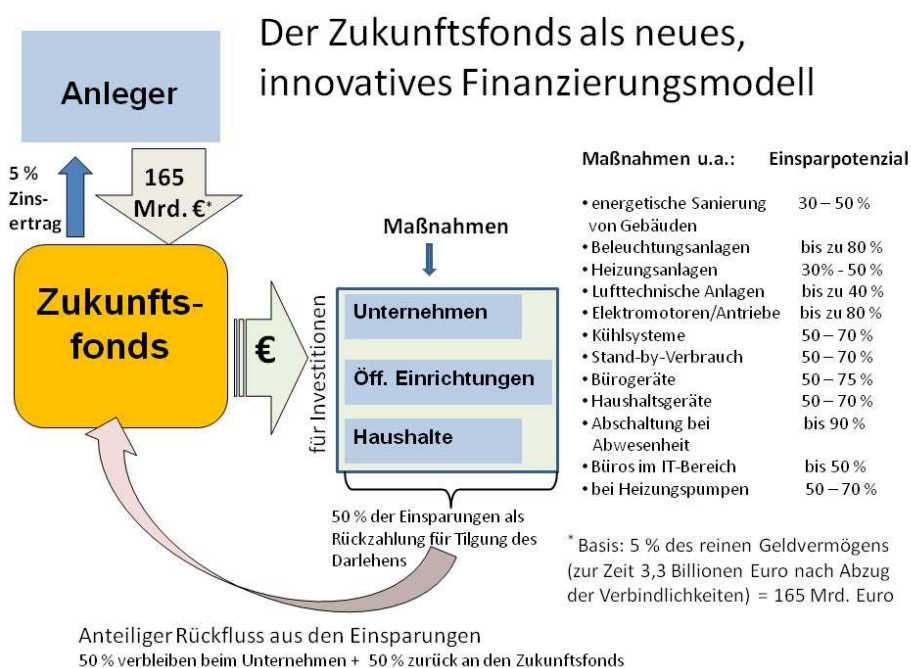 Der Zukunftsfonds als neues,
innovatives Finanzierungsmodell
Anleger
5 %
Zins-
ertrag
165
Mrd. €*
Zukunfts-
fonds
€
für Investitionen
Maßnahmen
Unternehmen
Öff. Einrichtungen
Haushalte
50 % der Einsparungen als
Rückzahlung für Tilgung des
Darlehens
Maßnahmen u.a.: Einsparpotenzial
• energetische Sanierung 30 – 50 %
von Gebäuden
• Beleuchtungsanlagen bis zu 80 %
• Heizungsanlagen 30% - 50 %
• Lufttechnische Anlagen bis zu 40 %
• Elektromotoren/Antriebe bis zu 80 %
• Kühlsysteme 50 – 70 %
• Stand-by-Verbrauch 50 – 70 %
• Bürogeräte 50 – 75 %
• Haushaltsgeräte 50 – 70 %
• Abschaltung bei bis 90 %
Abwesenheit
• Büros im IT-Bereich bis 50 %
• bei Heizungspumpen 50 – 70 %
* Basis: 5 % des reinen Geldvermögens
(zur Zeit 3,3 Billionen Euro nach Abzug
der Verbindlichkeiten) = 165 Mrd. Euro
Anteiliger Rückfluss aus den Einsparungen
50 % verbleiben beim Unternehmen + 50 % zurück an den Zukunftsfonds